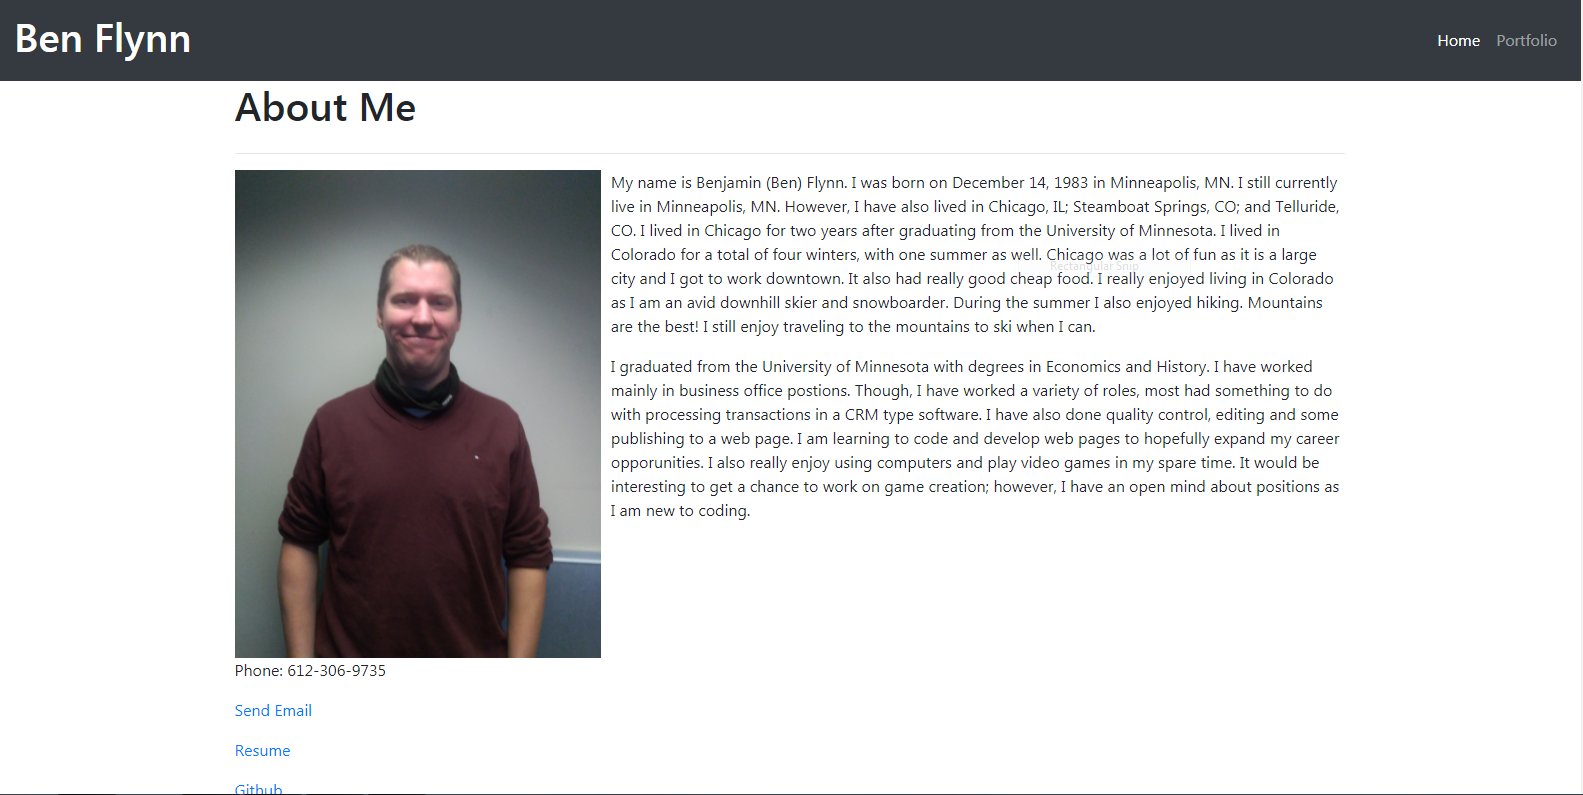 Ben Flynn
Home Portfolio
About Me
My name is Benjamin (Ben) Flynn. I was born on December 14, 1983 in Minneapolis, MN. I still currently
live in Minneapolis, MN. However, I have also lived in Chicago, IL; Steamboat Springs, CO; and Telluride,
CO. I lived in Chicago for two years after graduating from the University of Minnesota. I lived in
Colorado for a total of four winters, with one summer as well. Chicago was a lot of fun as it is a large
Rectangular Snip
city and I got to work downtown. It also had really good cheap food. I really enjoyed living in Colorado
as I am an avid downhill skier and snowboarder. During the summer I also enjoyed hiking. Mountains
are the best! I still enjoy traveling to the mountains to ski when I can.
I graduated from the University of Minnesota with degrees in Economics and History. I have worked
mainly in business office postions. Though, I have worked a variety of roles, most had something to do
with processing transactions in a CRM type software. I have also done quality control, editing and some
publishing to a web page. I am learning to code and develop web pages to hopefully expand my career
opporunities. I also really enjoy using computers and play video games in my spare time. It would be
interesting to get a chance to work on game creation; however, I have an open mind about positions as
I am new to coding.
Phone: 612-306-9735
Send Email
Resume
Github